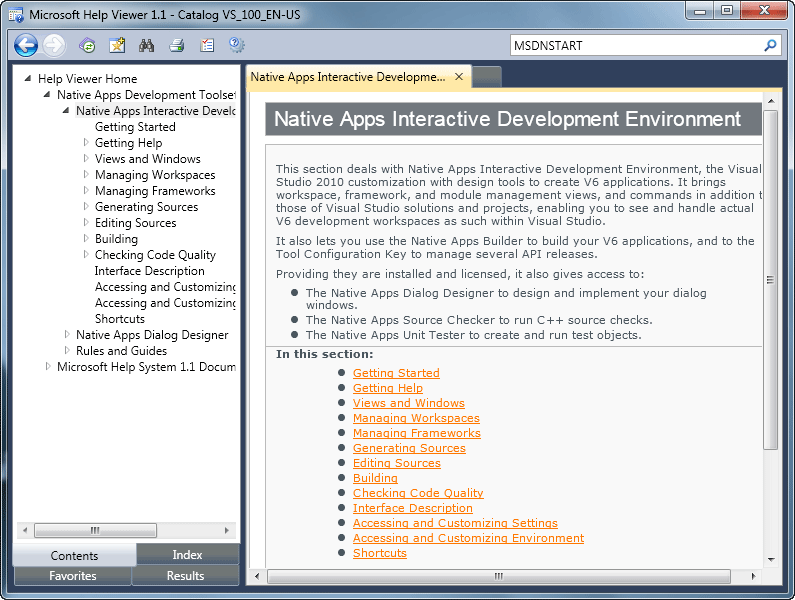 Microsoft Help Viewer 1.1 - Catalog VS_100_EN-US
MSDNSTART
Help Viewer Home
Native Apps Development Toolset
Native Apps Interactive Develo
Getting Started
Getting Help
Views and Windows
Managing Workspaces
Managing Frameworks
Generating Sources
Editing Sources
Building
Checking Code Quality
Interface Description
Accessing and Customizing
Accessing and Customizing
Shortcuts
Native Apps Dialog Designer
Rules and Guides
Microsoft Help System 1.1 Docum
Contents
Index
Favorites
Results
Native Apps Interactive Developme...
Native Apps Interactive Development Environment
This section deals with Native Apps Interactive Development Environment, the Visual
Studio 2010 customization with design tools to create V6 applications. It brings
workspace, framework, and module management views, and commands in addition t
those of Visual Studio solutions and projects, enabling you to see and handle actual
V6 development workspaces as such within Visual Studio.
It also lets you use the Native Apps Builder to build your V6 applications, and to the
Tool Configuration Key to manage several API releases.
Providing they are installed and licensed, it also gives access to:
The Native Apps Dialog Designer to design and implement your dialog
windows.
The Native Apps Source Checker to run C++ source checks.
The Native Apps Unit Tester to create and run test objects.
In this section:
Getting Started
Getting Help
Views and Windows
Managing Workspaces
Managing Frameworks
Generating Sources
Editing Sources
Building
Checking Code Quality
Interface Description
Accessing and Customizing Settings
Accessing and Customizing Environment
Shortcuts